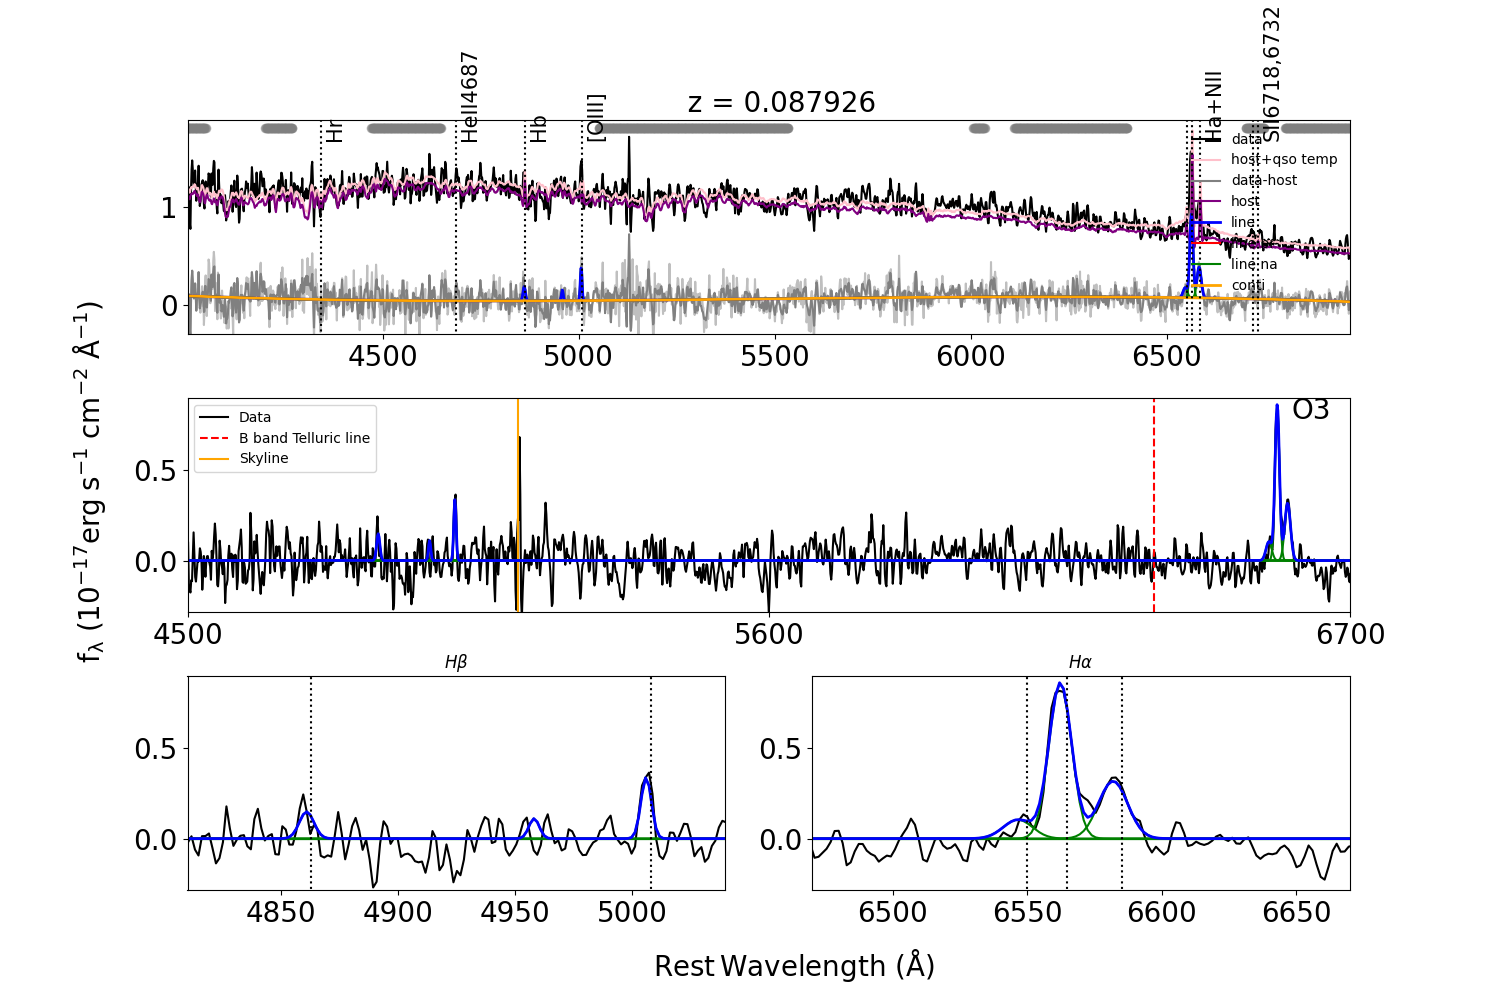 z = 0.087926
Hr
HeII4687
Hb
[OIII]
Ha+NII
SII6718,6732
data
host+qso temp
data-host
host
line
line na
conti
1
0
4500 5000 5500 6000 6500
fλ (10⁻¹⁷erg s⁻¹ cm⁻² Å⁻¹)
Data
B band Telluric line
Skyline
O3
0.5
0.0
4500 5600 6700
Hβ
0.5
0.0
4850 4900 4950 5000
Hα
0.5
0.0
6500 6550 6600 6650
Rest Wavelength (Å)